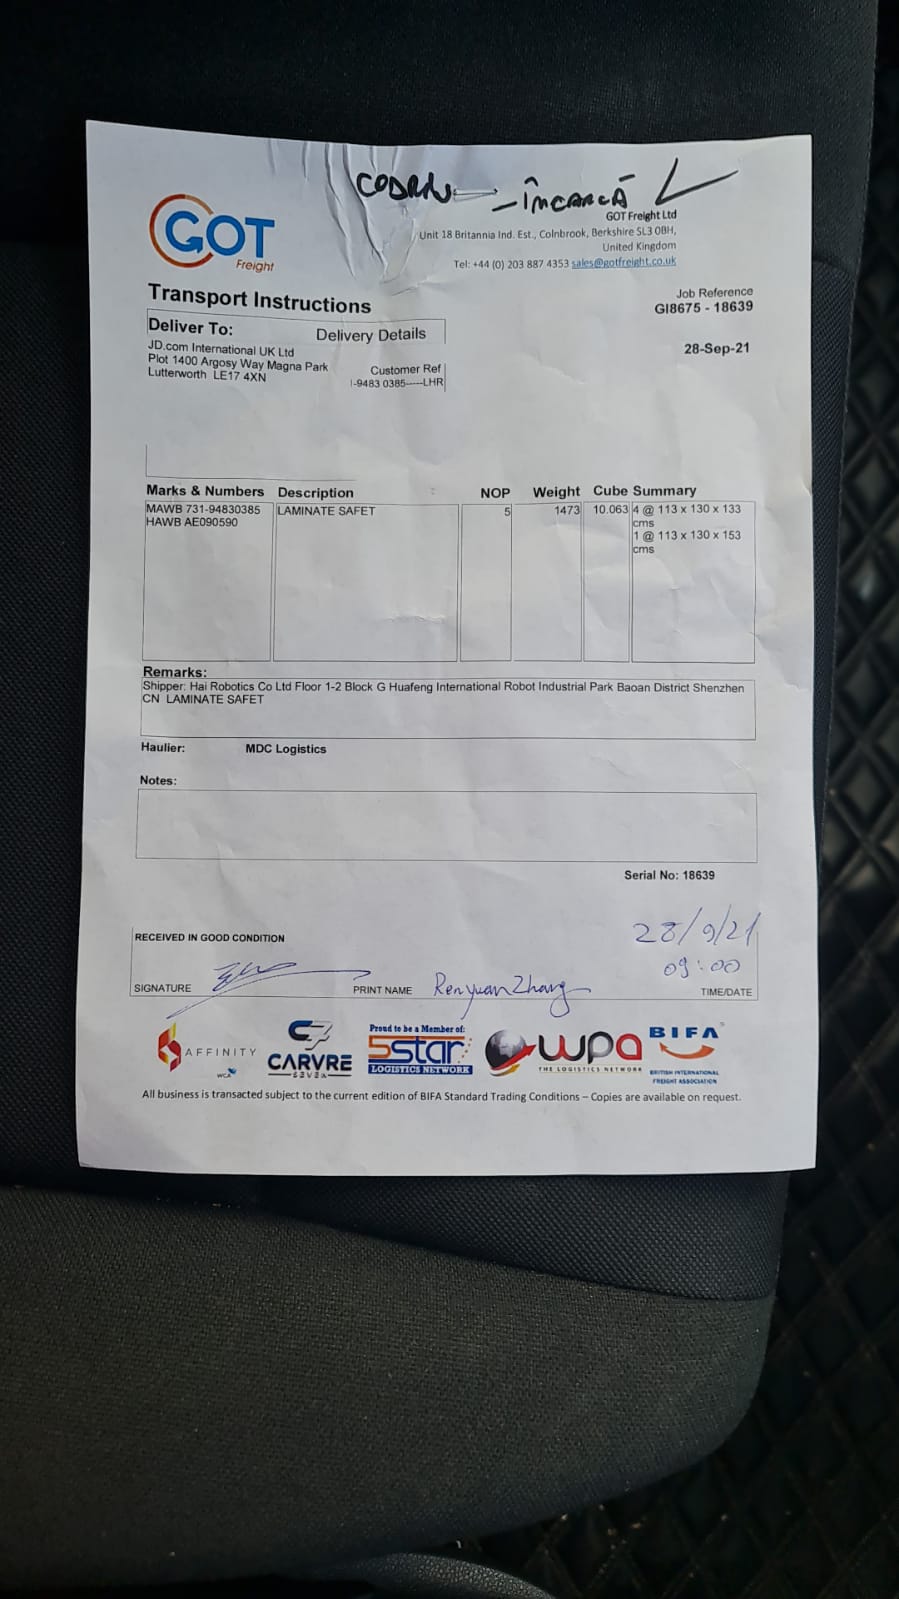 CODRIN — ÎNCARCĂ
GOT
Freight
GOT Freight Ltd
Unit 18 Britannia Ind. Est., Colnbrook, Berkshire SL3 0BH,
United Kingdom
Tel: +44 (0) 203 887 4353 sales@gotfreight.co.uk
Transport Instructions
Job Reference
GI8675 - 18639
Deliver To: Delivery Details
28-Sep-21
JD.com International UK Ltd
Plot 1400 Argosy Way Magna Park
Lutterworth LE17 4XN
Customer Ref
-9483 0385-----LHR
Marks & Numbers Description NOP Weight Cube Summary
MAWB 731-94830385 LAMINATE SAFET 5 1473 10.063 4 @ 113 x 130 x 133
HAWB AE090590 cms
1 @ 113 x 130 x 153
cms
Remarks:
Shipper: Hai Robotics Co Ltd Floor 1-2 Block G Huafeng International Robot Industrial Park Baoan District Shenzhen
CN LAMINATE SAFET
Haulier: MDC Logistics
Notes:
Serial No: 18639
28/9/21
RECEIVED IN GOOD CONDITION
09:00
SIGNATURE PRINT NAME Renyuan Zhang TIME/DATE
AFFINITY
WCA
CARVRE
SEVEN
Proud to be a Member of:
5star
LOGISTICS NETWORK
wpa
THE LOGISTICS NETWORK
BIFA
BRITISH INTERNATIONAL
FREIGHT ASSOCIATION
All business is transacted subject to the current edition of BIFA Standard Trading Conditions – Copies are available on request.